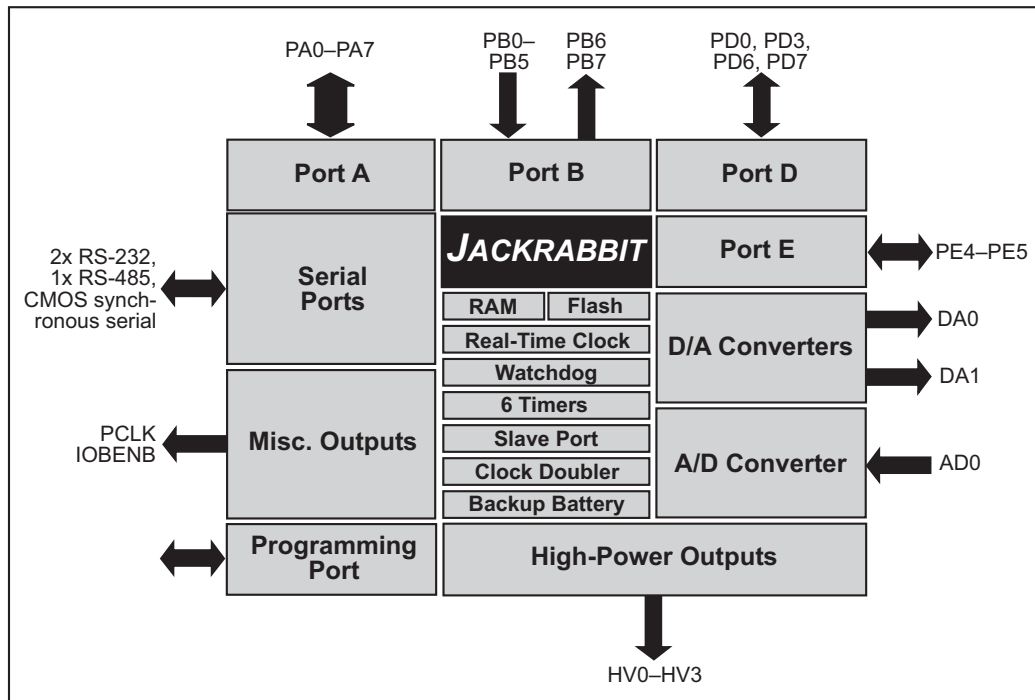 PA0–PA7
PB0–
PB5
PB6
PB7
PD0, PD3,
PD6, PD7
Port A
Port B
Port D
2x RS-232,
1x RS-485,
CMOS synch-
ronous serial
Serial
Ports
JACKRABBIT
Port E
PE4–PE5
RAM
Flash
Real-Time Clock
Watchdog
6 Timers
Slave Port
Clock Doubler
Backup Battery
D/A Converters
DA0
DA1
PCLK
IOBENB
Misc. Outputs
A/D Converter
AD0
Programming
Port
High-Power Outputs
HV0–HV3